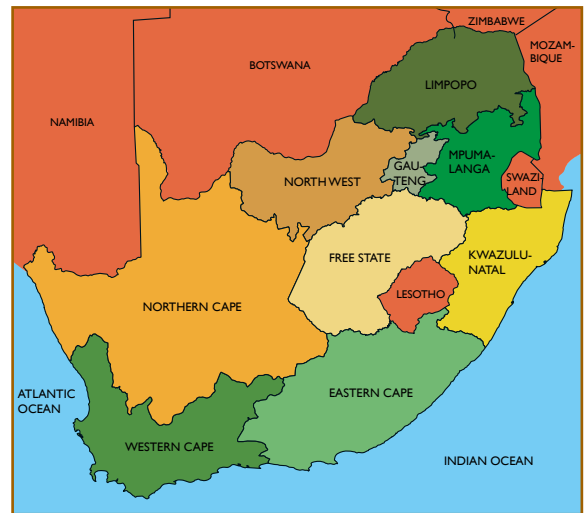 ZIMBABWE
MOZAM-
BIQUE
BOTSWANA
LIMPOPO
NAMIBIA
MPUMA-
LANGA
GAU-
TENG
SWAZI-
LAND
NORTH WEST
KWAZULU-
NATAL
FREE STATE
LESOTHO
NORTHERN CAPE
EASTERN CAPE
ATLANTIC
OCEAN
WESTERN CAPE
INDIAN OCEAN